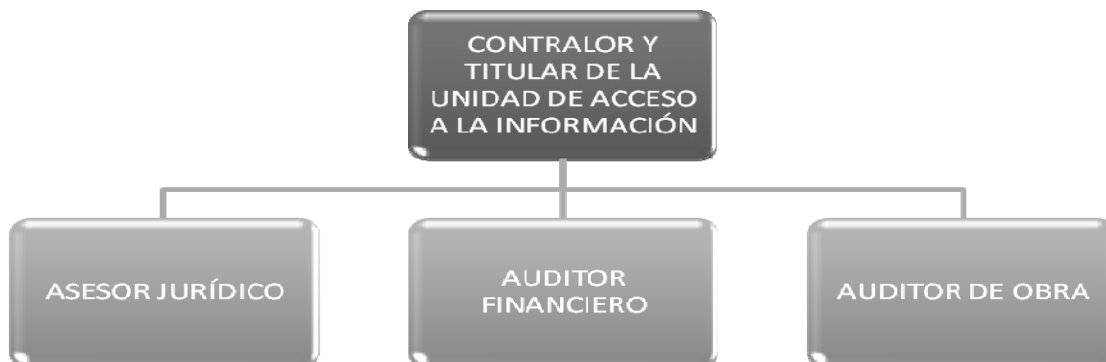 CONTRALOR Y
TITULAR DE LA
UNIDAD DE ACCESO
A LA INFORMACIÓN
ASESOR JURÍDICO
AUDITOR
FINANCIERO
AUDITOR DE OBRA